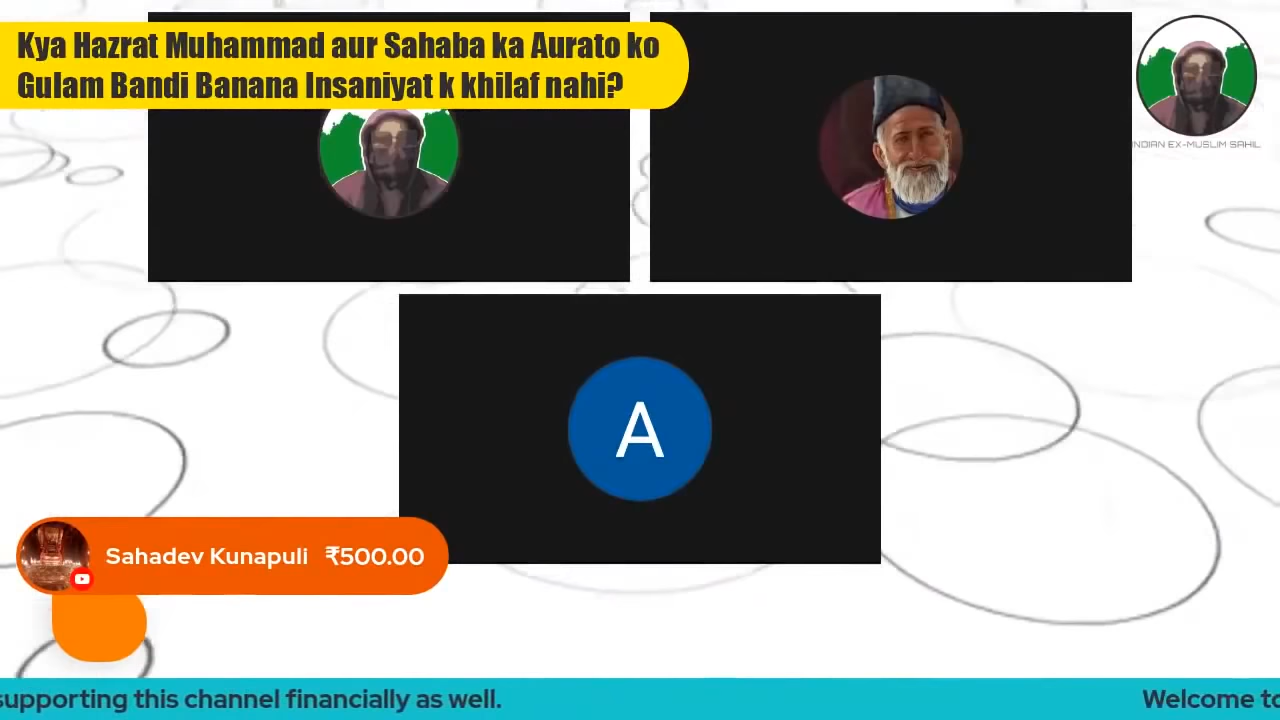 Kya Hazrat Muhammad aur Sahaba ka Aurato ko
Gulam Bandi Banana Insaniyat k khilaf nahi?
INDIAN EX-MUSLIM SAHIL
A
Sahadev Kunapuli ₹500.00
supporting this channel financially as well.
Welcome to